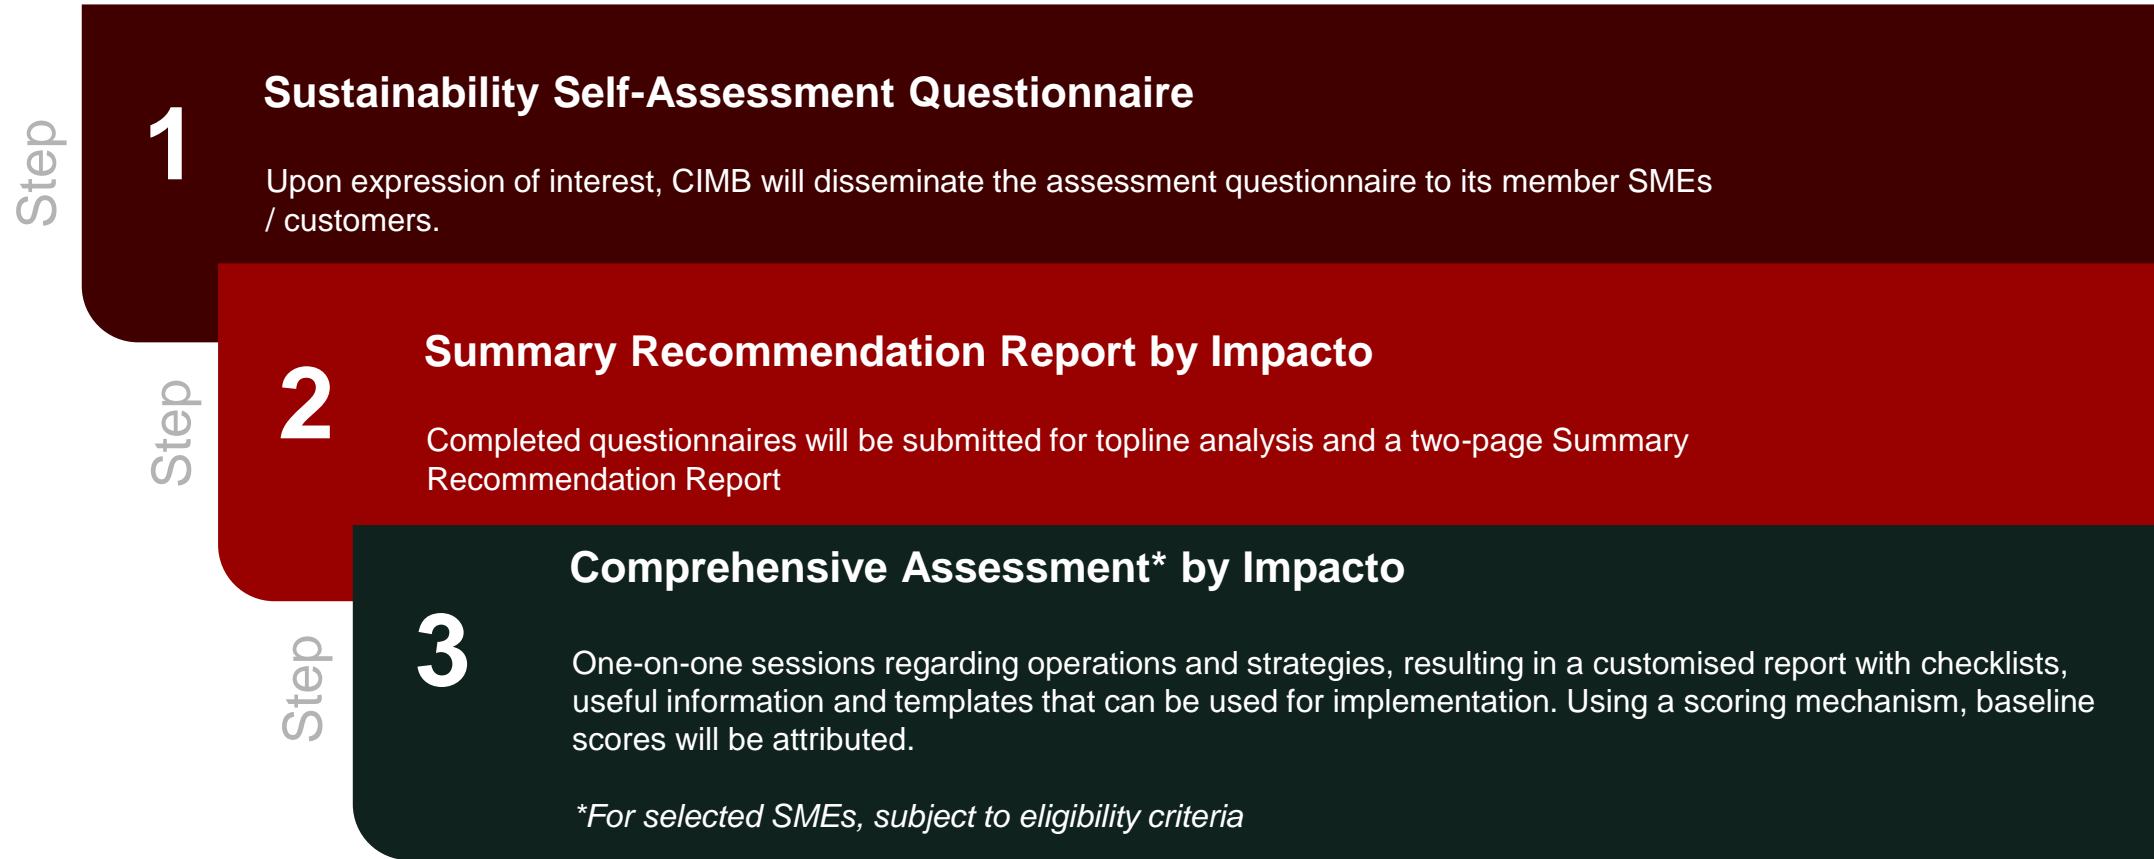 Step
1
Sustainability Self-Assessment Questionnaire
Upon expression of interest, CIMB will disseminate the assessment questionnaire to its member SMEs
/ customers.
Step
2
Summary Recommendation Report by Impacto
Completed questionnaires will be submitted for topline analysis and a two-page Summary
Recommendation Report
Step
3
Comprehensive Assessment* by Impacto
One-on-one sessions regarding operations and strategies, resulting in a customised report with checklists,
useful information and templates that can be used for implementation. Using a scoring mechanism, baseline
scores will be attributed.
*For selected SMEs, subject to eligibility criteria